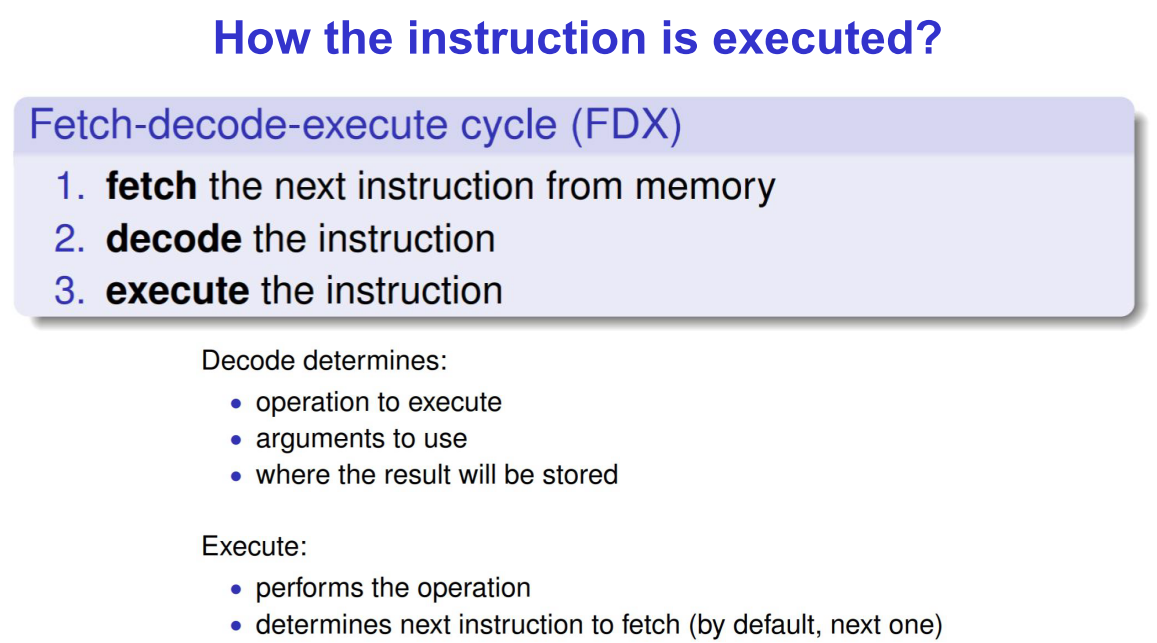 How the instruction is executed?
Fetch-decode-execute cycle (FDX)
1. fetch the next instruction from memory
2. decode the instruction
3. execute the instruction
Decode determines:
• operation to execute
• arguments to use
• where the result will be stored
Execute:
• performs the operation
• determines next instruction to fetch (by default, next one)